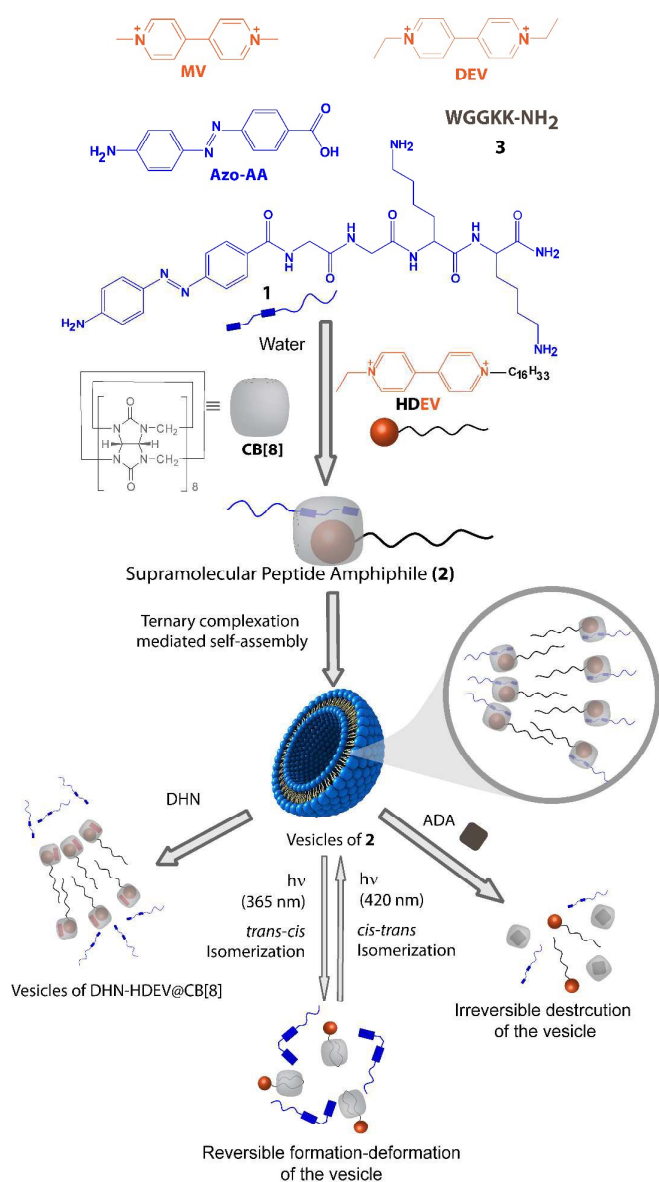 MV
DEV
WGGKK-NH2
3
Azo-AA
1
Water
HDEV
CB[8]
Supramolecular Peptide Amphiphile (2)
Ternary complexation
mediated self-assembly
DHN
ADA
Vesicles of 2
hν
(365 nm)
trans-cis
Isomerization
hν
(420 nm)
cis-trans
Isomerization
Vesicles of DHN-HDEV@CB[8]
Irreversible destrcution
of the vesicle
Reversible formation-deformation
of the vesicle
N+
N+
N+
N+
H2N
N
N
O
OH
NH2
H2N
N
N
O
NH
O
H
N
O
NH
O
H
N
O
NH2
NH2
N+
N+
C16H33
≡
O
N
N
CH2
H
H
N
N
CH2
O
8